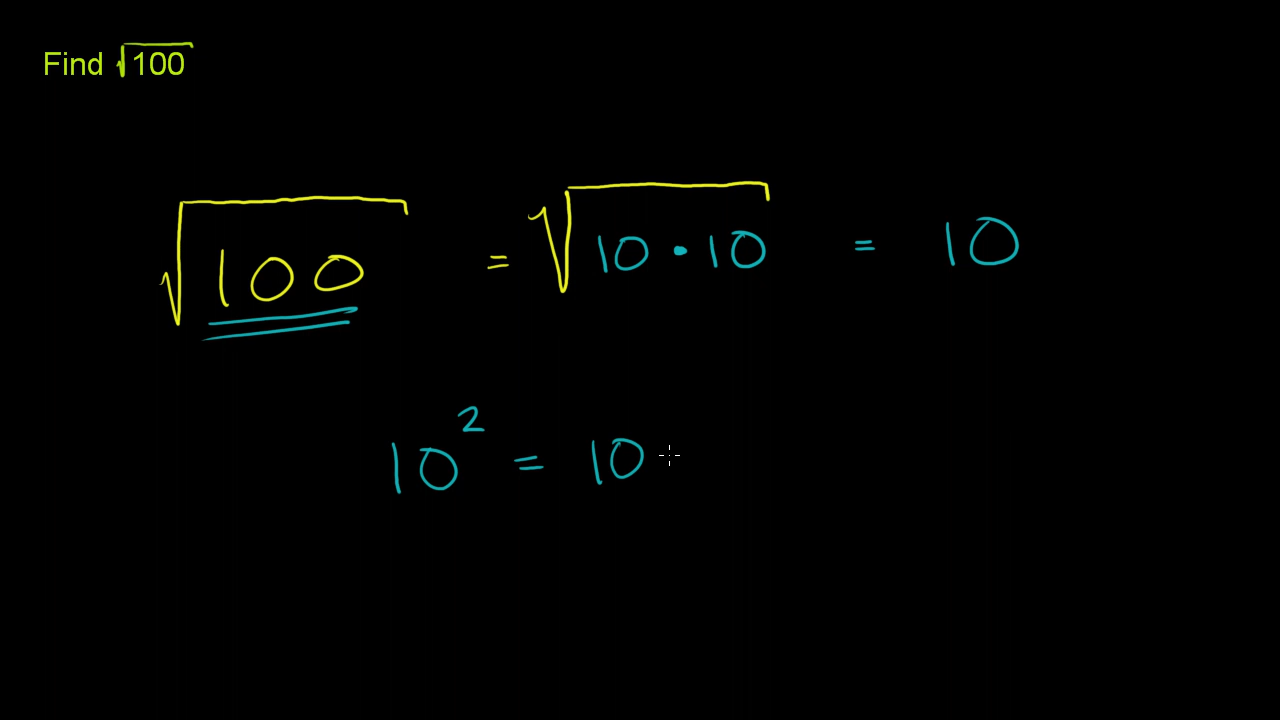 Find √100
√100 = √10·10 = 10
10² = 10